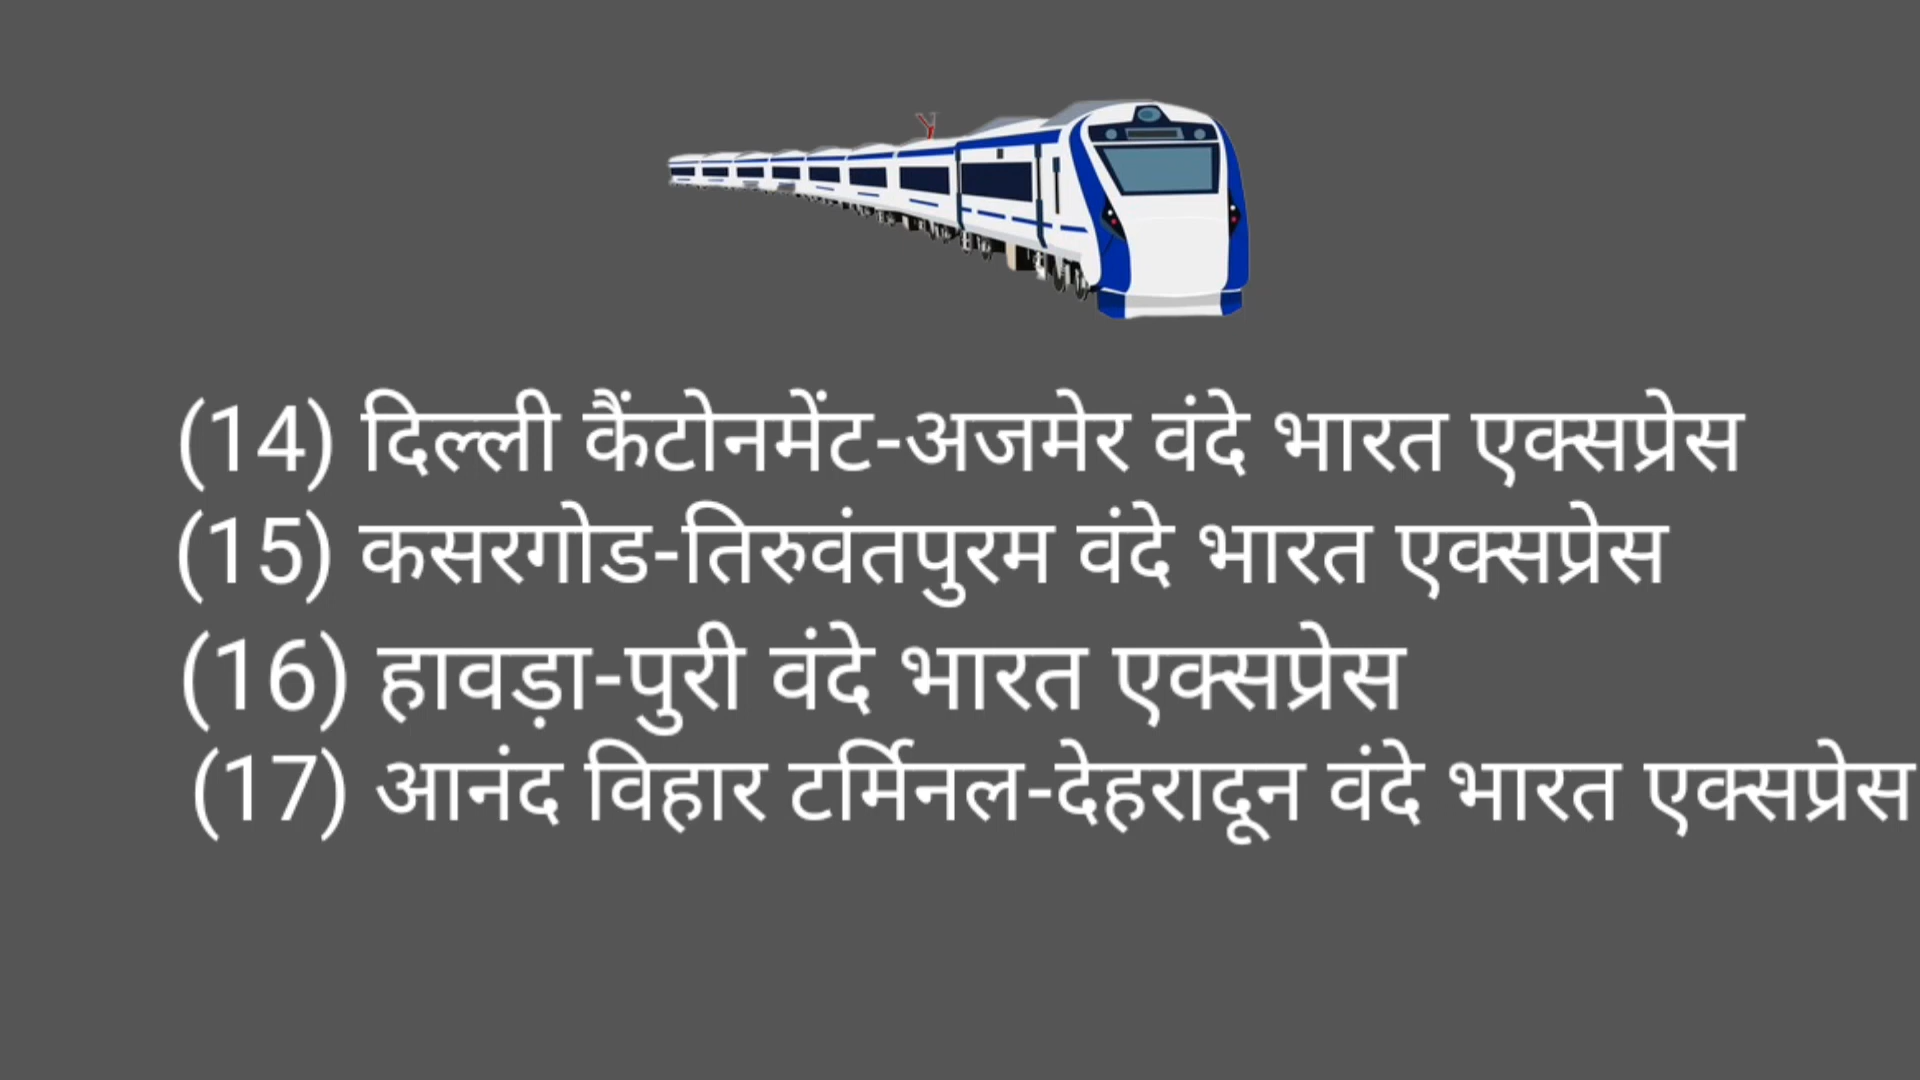 (14) दिल्ली कैंटोनमेंट-अजमेर वंदे भारत एक्सप्रेस
(15) कसरगोड-तिरुवंतपुरम वंदे भारत एक्सप्रेस
(16) हावड़ा-पुरी वंदे भारत एक्सप्रेस
(17) आनंद विहार टर्मिनल-देहरादून वंदे भारत एक्सप्रेस